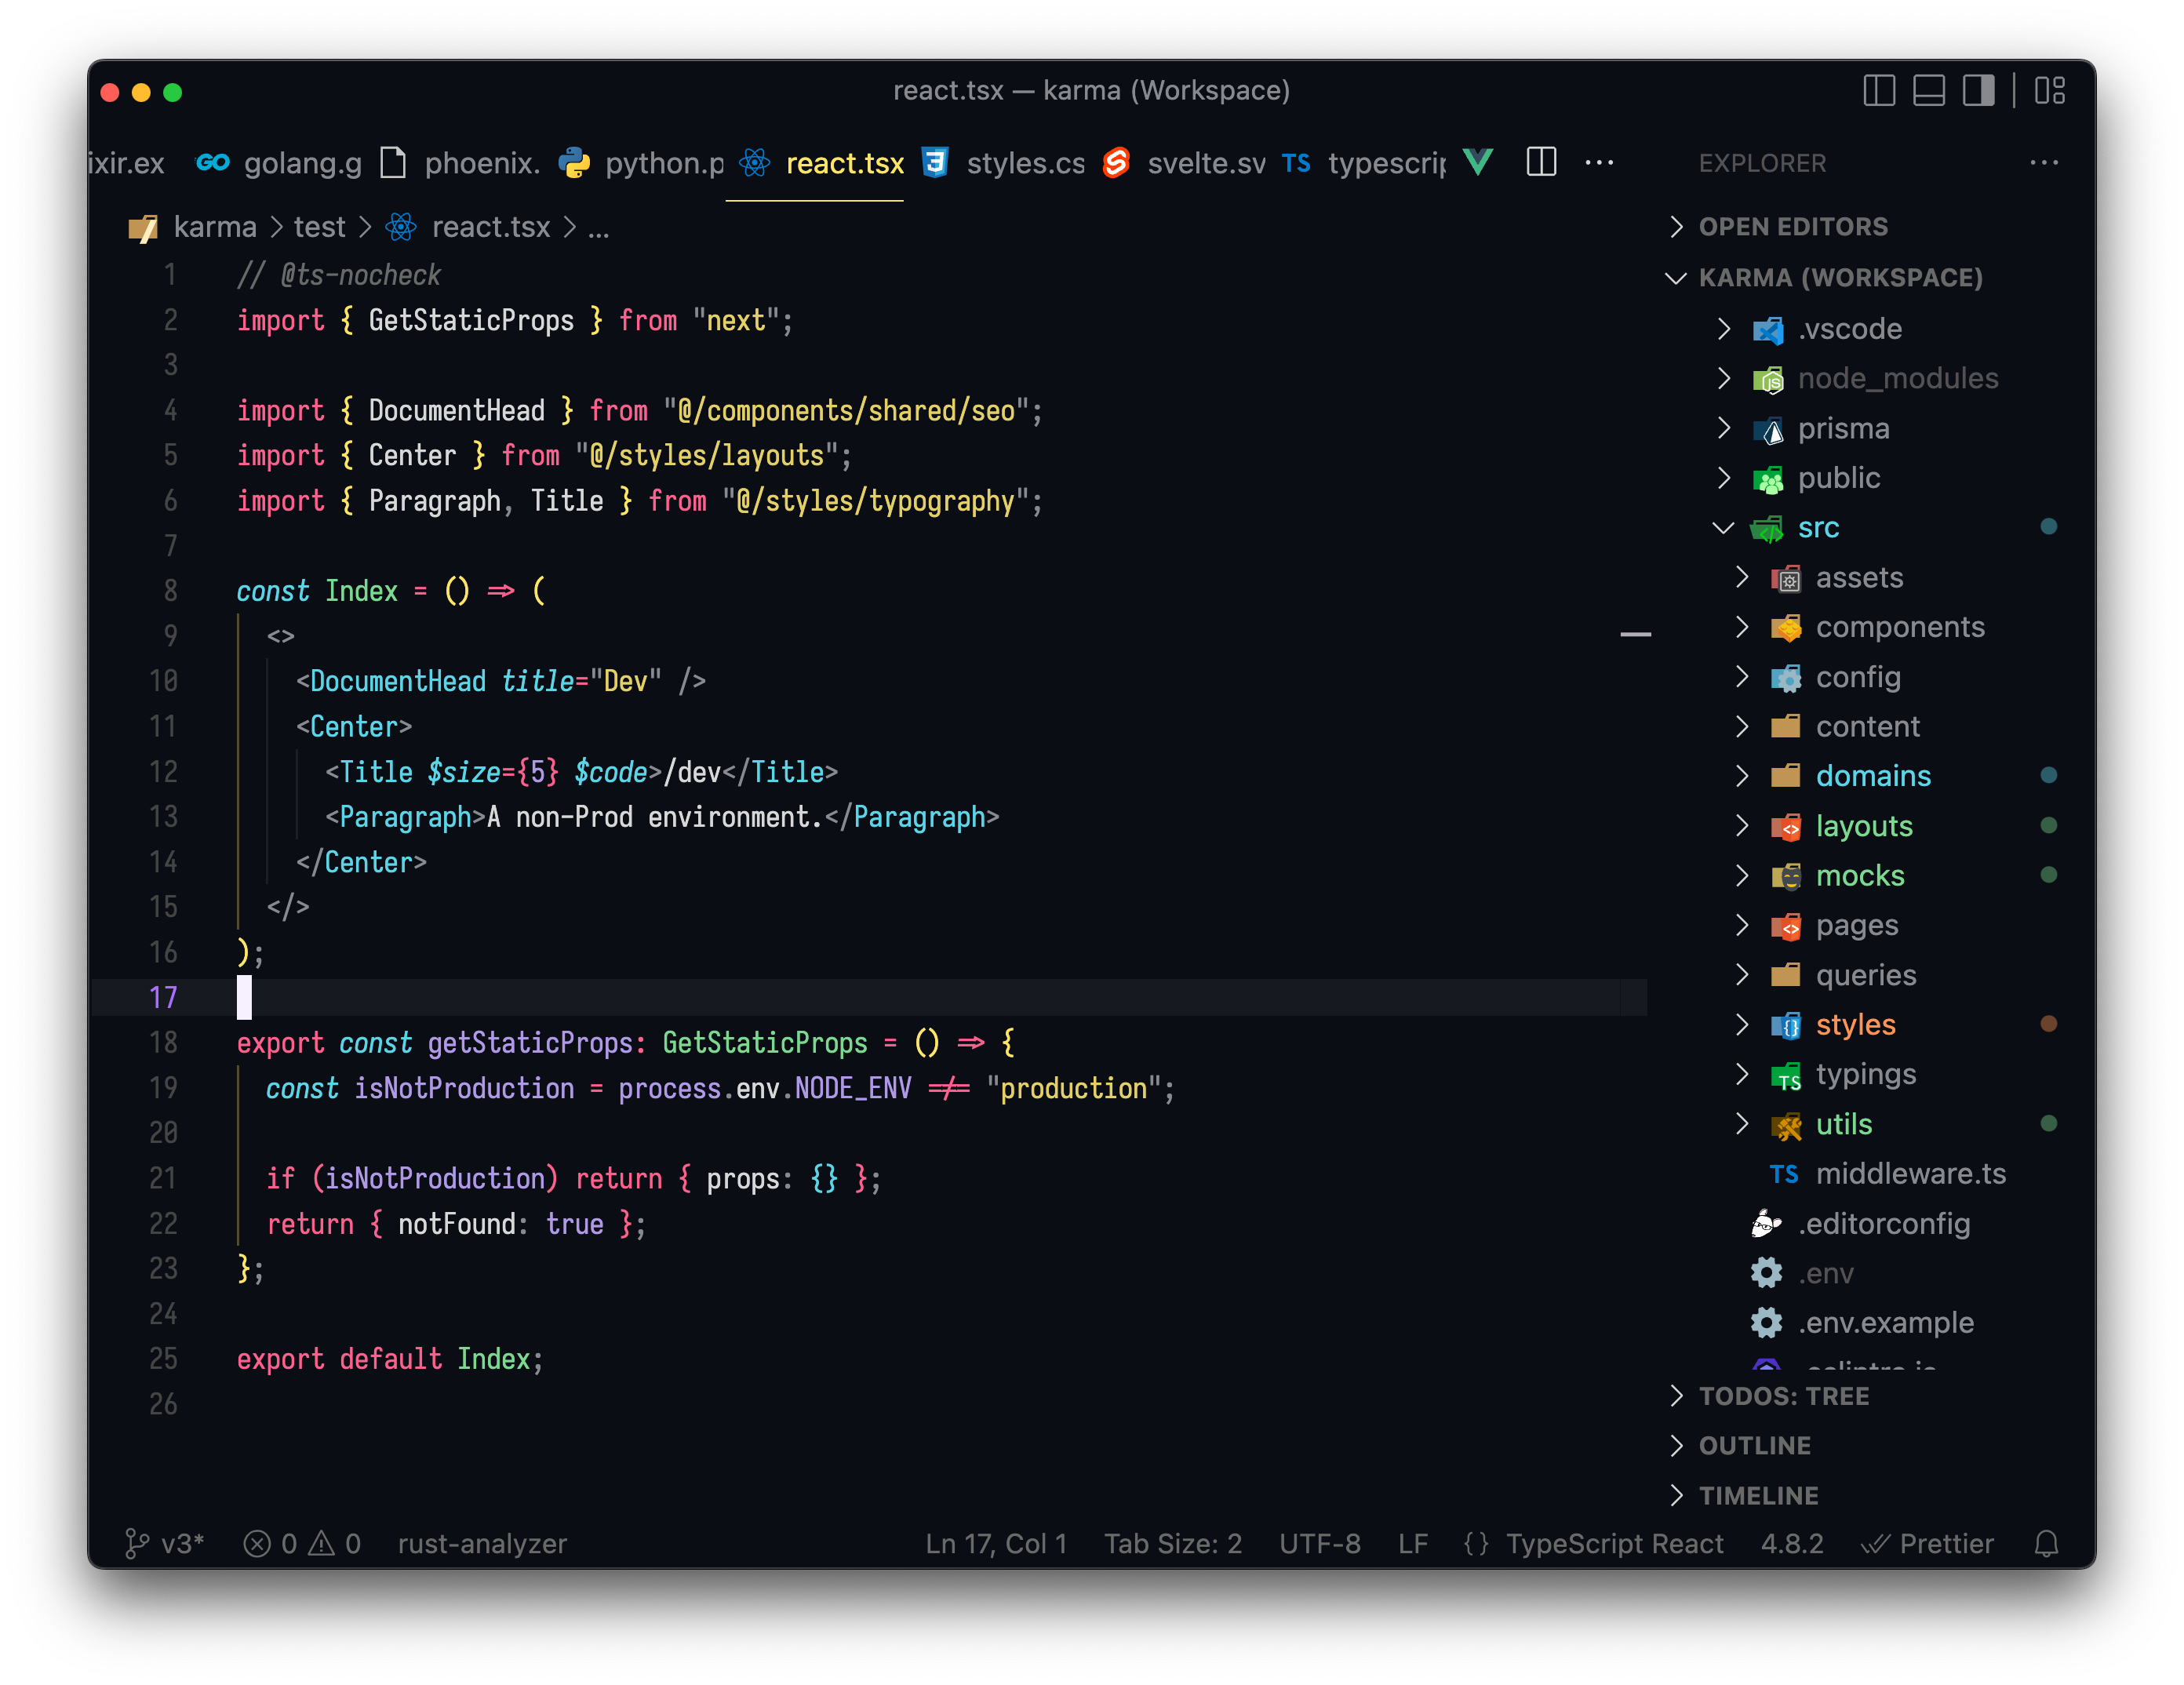 react.tsx — karma (Workspace)
ixir.ex golang.g phoenix. python.p react.tsx styles.cs svelte.sv TS typescrip
karma > test > react.tsx > ...
1 // @ts-nocheck
2 import { GetStaticProps } from "next";
3
4 import { DocumentHead } from "@/components/shared/seo";
5 import { Center } from "@/styles/layouts";
6 import { Paragraph, Title } from "@/styles/typography";
7
8 const Index = () => (
9 <>
10 <DocumentHead title="Dev" />
11 <Center>
12 <Title $size={5} $code>/dev</Title>
13 <Paragraph>A non-Prod environment.</Paragraph>
14 </Center>
15 </>
16 );
17
18 export const getStaticProps: GetStaticProps = () => {
19 const isNotProduction = process.env.NODE_ENV !== "production";
20
21 if (isNotProduction) return { props: {} };
22 return { notFound: true };
23 };
24
25 export default Index;
26
EXPLORER
OPEN EDITORS
KARMA (WORKSPACE)
.vscode
node_modules
prisma
public
src
assets
components
config
content
domains
layouts
mocks
pages
queries
styles
typings
utils
TS middleware.ts
.editorconfig
.env
.env.example
TODOS: TREE
OUTLINE
TIMELINE
v3* 0 0 rust-analyzer Ln 17, Col 1 Tab Size: 2 UTF-8 LF {} TypeScript React 4.8.2 Prettier